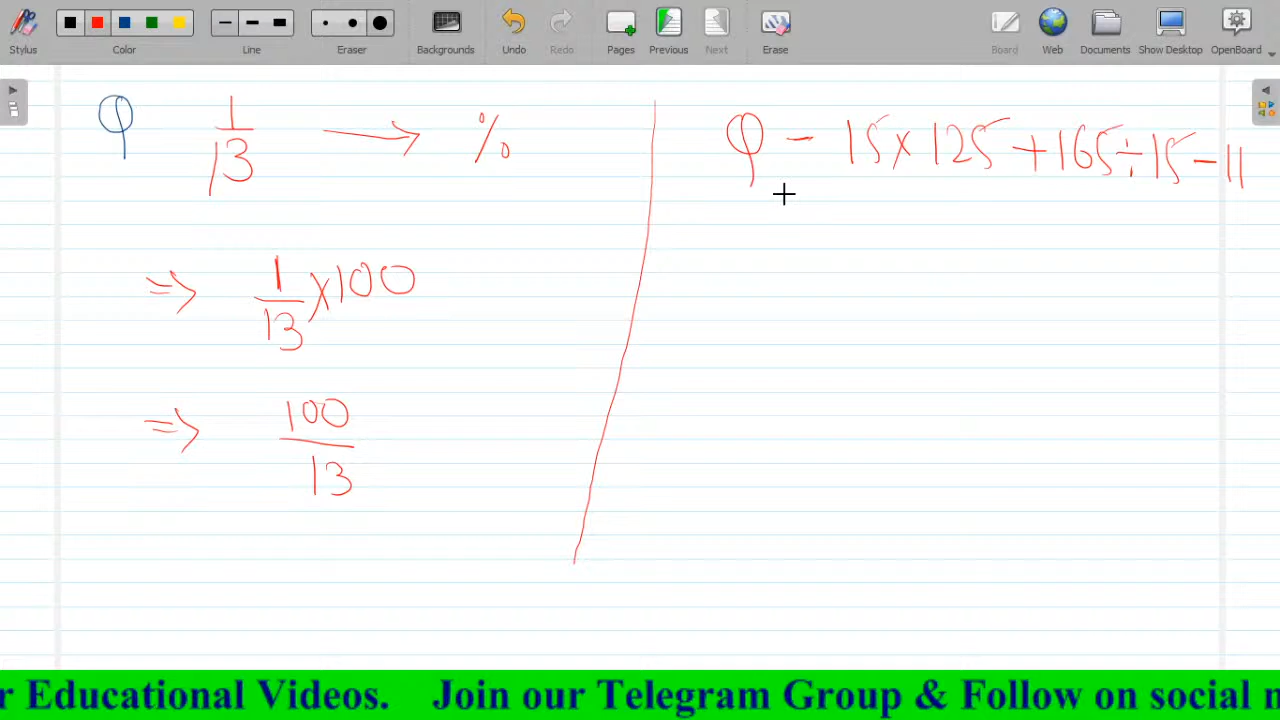 Stylus Color Line Eraser Backgrounds Undo Redo Pages Previous Next Erase Board Web Documents Show Desktop OpenBoard
Q 1/13 → %
⇒ 1/13 × 100
⇒ 100/13
Q - 15 × 125 + 165 ÷ 15 - 11
r Educational Videos. Join our Telegram Group & Follow on social